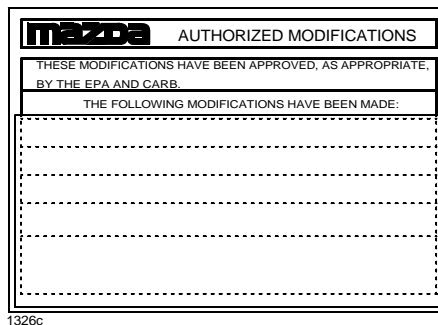 mazda AUTHORIZED MODIFICATIONS
THESE MODIFICATIONS HAVE BEEN APPROVED, AS APPROPRIATE,
BY THE EPA AND CARB.
THE FOLLOWING MODIFICATIONS HAVE BEEN MADE:
1326c